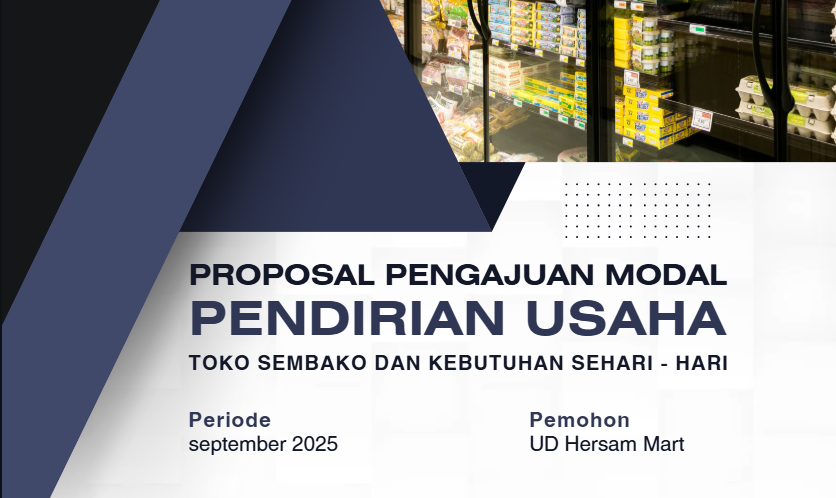 PROPOSAL PENGAJUAN MODAL
PENDIRIAN USAHA
TOKO SEMBAKO DAN KEBUTUHAN SEHARI - HARI
Periode
september 2025
Pemohon
UD Hersam Mart